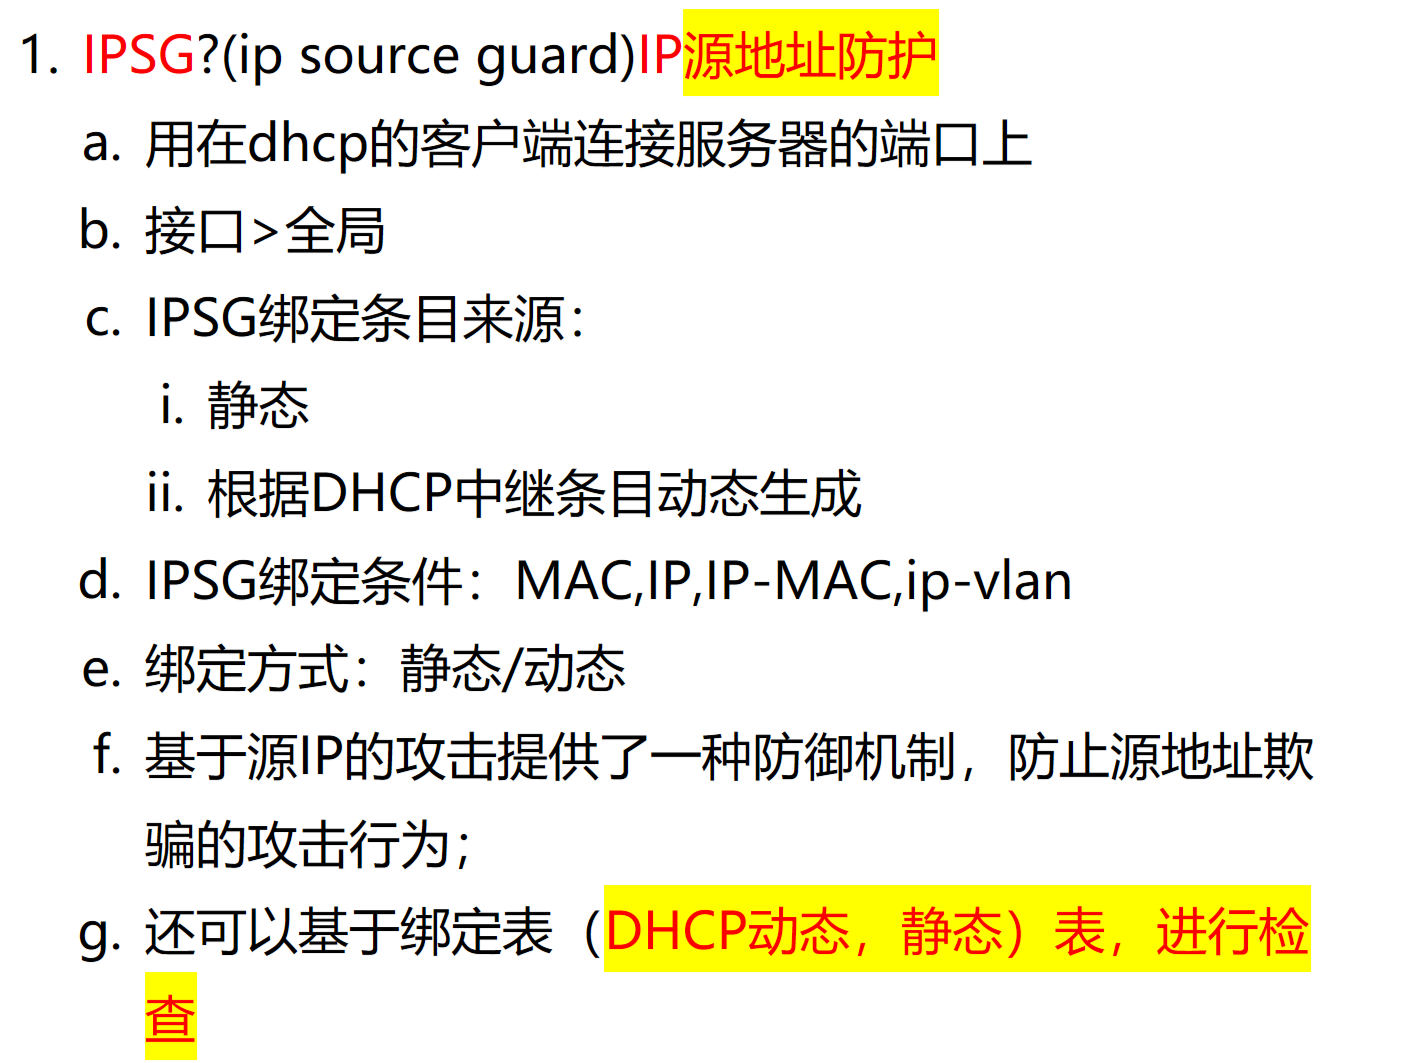 1. IPSG?(ip source guard)IP源地址防护
a. 用在dhcp的客户端连接服务器的端口上
b. 接口>全局
c. IPSG绑定条目来源：
i. 静态
ii. 根据DHCP中继条目动态生成
d. IPSG绑定条件：MAC,IP,IP-MAC,ip-vlan
e. 绑定方式：静态/动态
f. 基于源IP的攻击提供了一种防御机制，防止源地址欺
骗的攻击行为；
g. 还可以基于绑定表（DHCP动态，静态）表，进行检
查